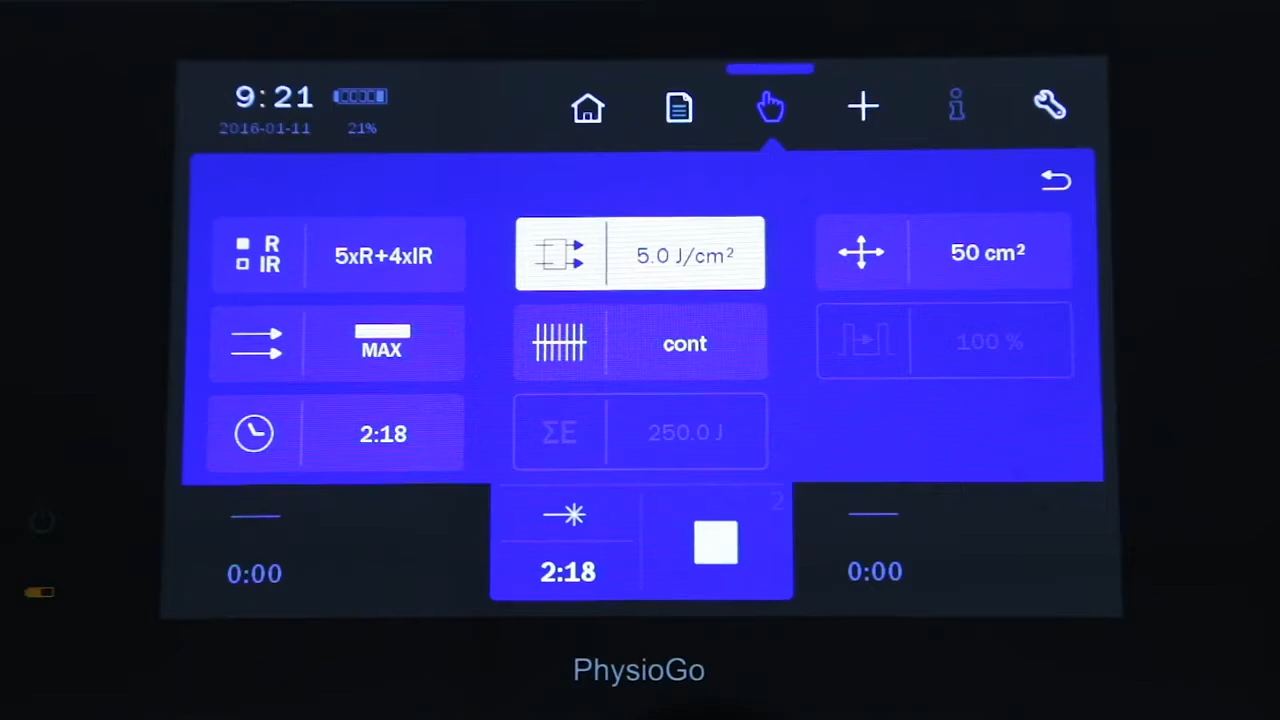 9:21
2016-01-11 21%
R
IR
5xR+4xIR
5.0 J/cm²
50 cm²
MAX
cont
100 %
2:18
ΣE
250.0 J
2
0:00
2:18
0:00
PhysioGo